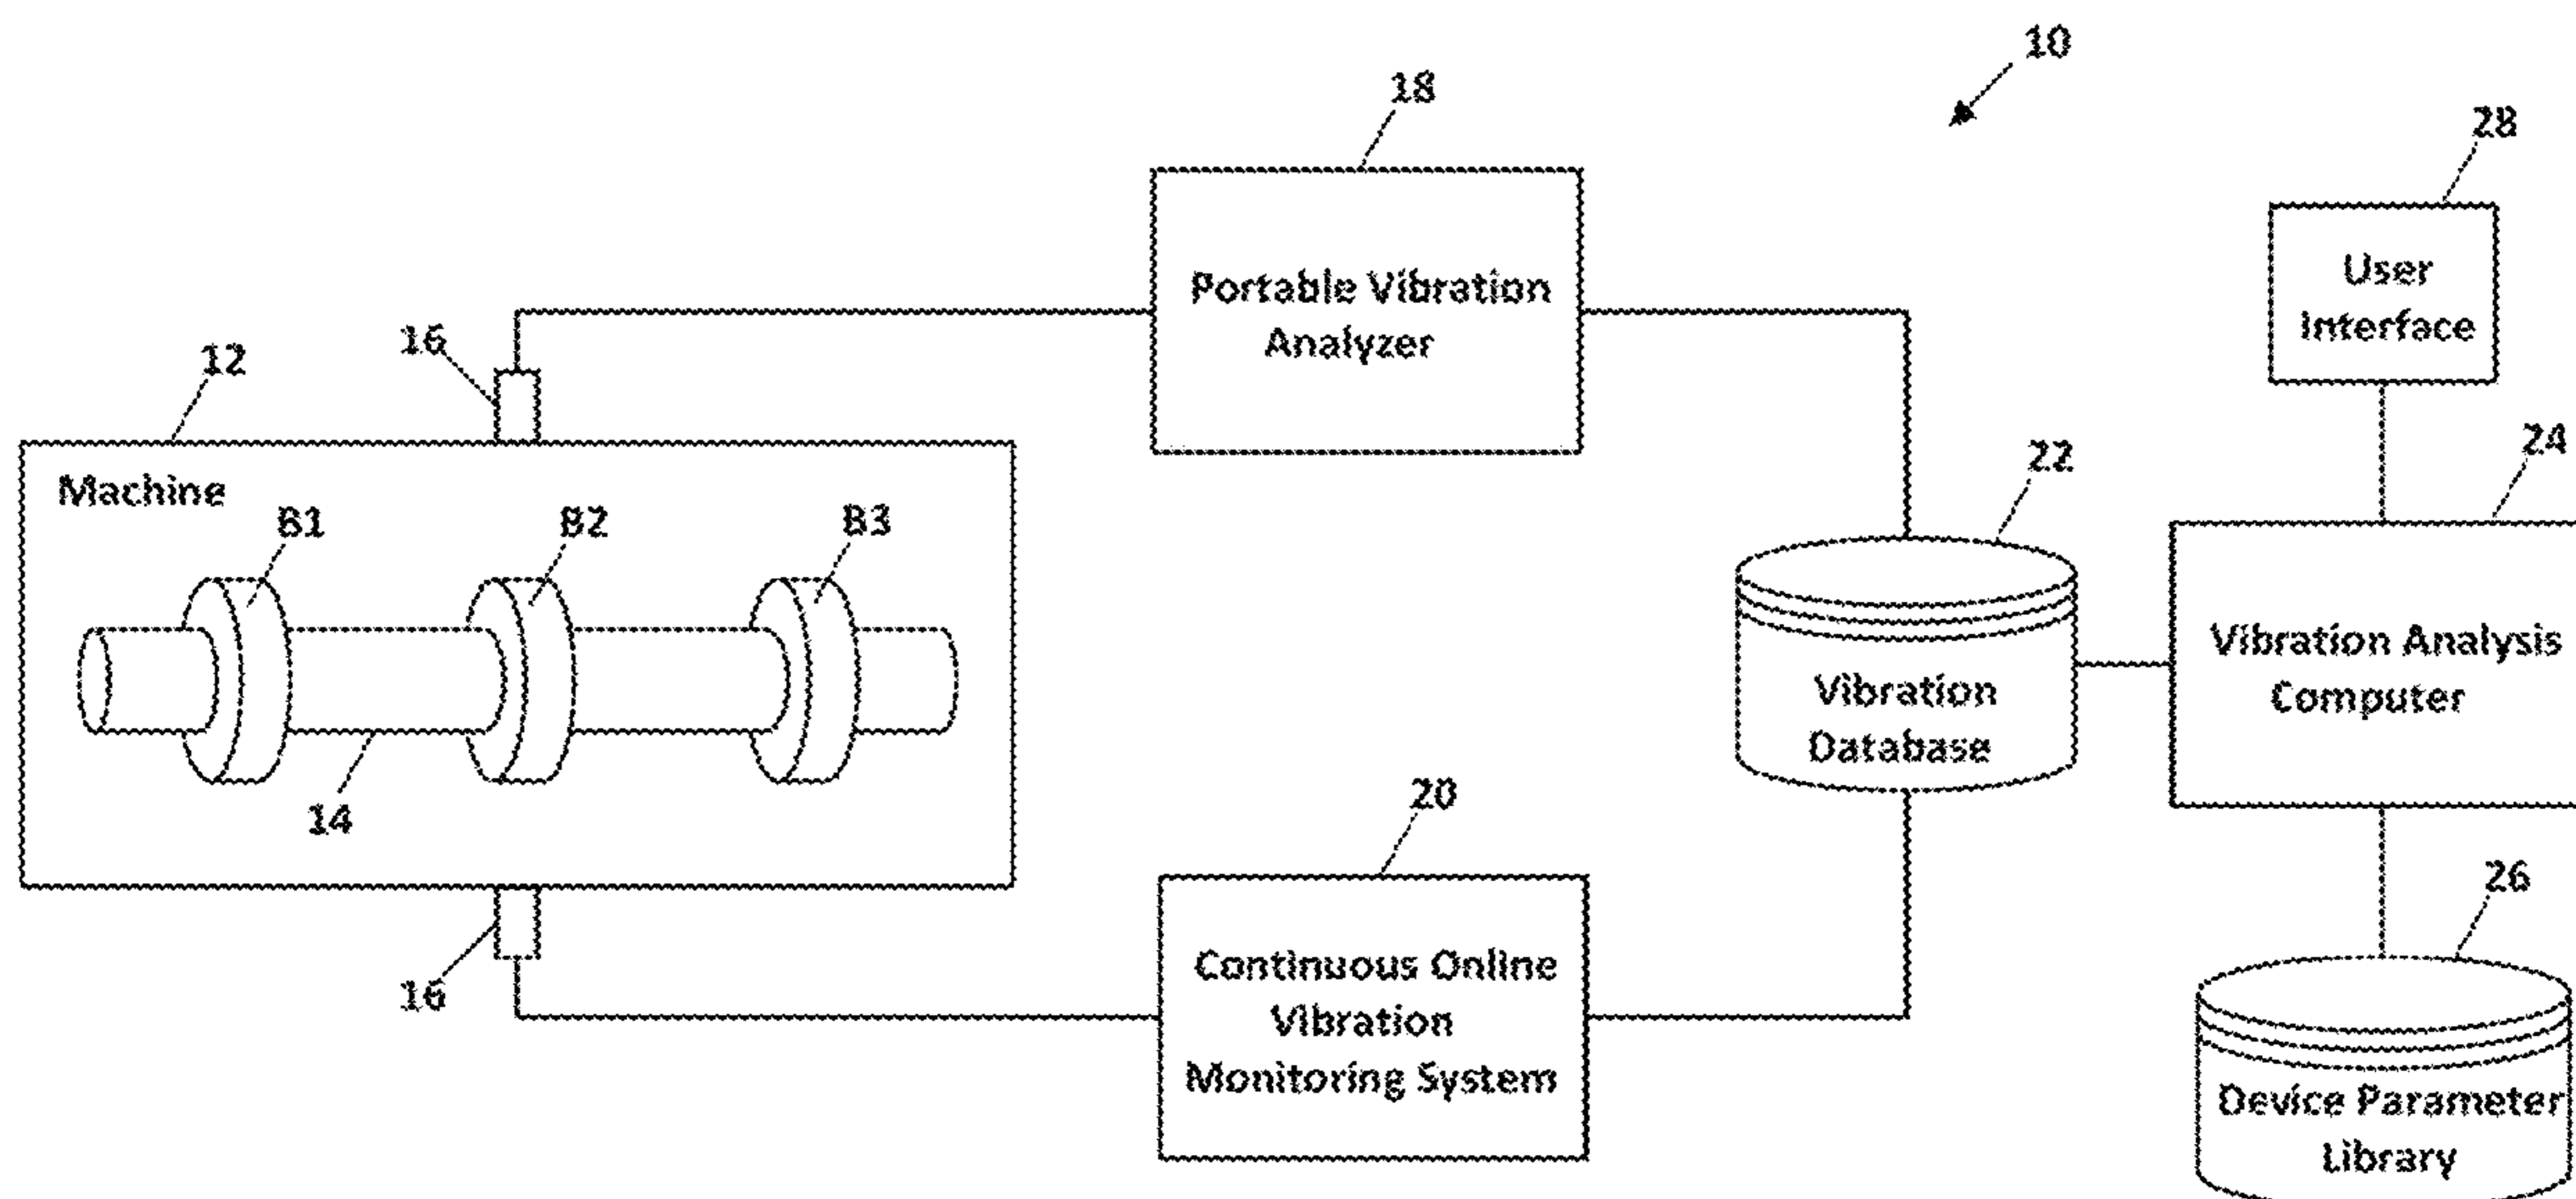 10
18
28
Portable Vibration
Analyzer
User
Interface
16
12
22
24
Machine
B1
B2
B3
Vibration Analysis
Computer
Vibration
Database
14
20
26
16
Continuous Online
Vibration
Monitoring System
Device Parameter
Library